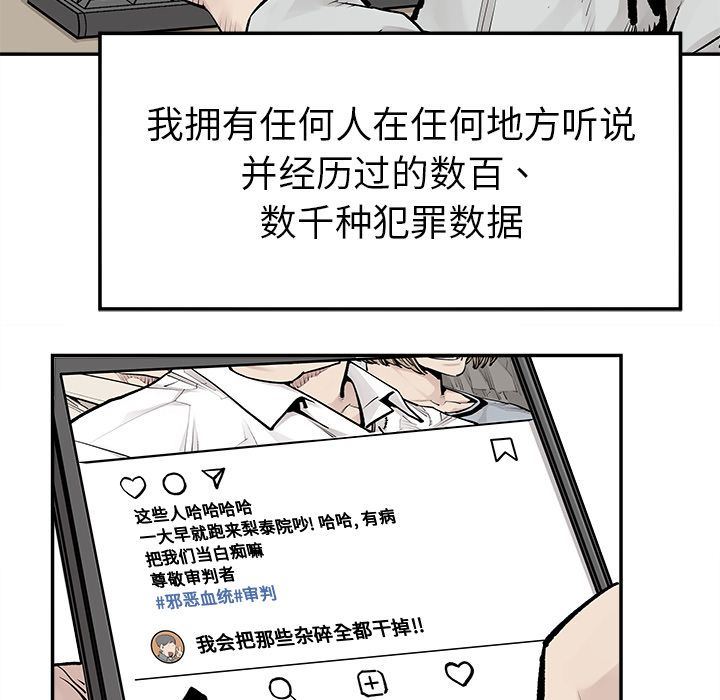 我拥有任何人在任何地方听说
并经历过的数百、
数千种犯罪数据
这些人哈哈哈哈
一大早就跑来梨泰院吵! 哈哈, 有病
把我们当白痴嘛
尊敬审判者
#邪恶血统#审判
我会把那些杂碎全都干掉!!